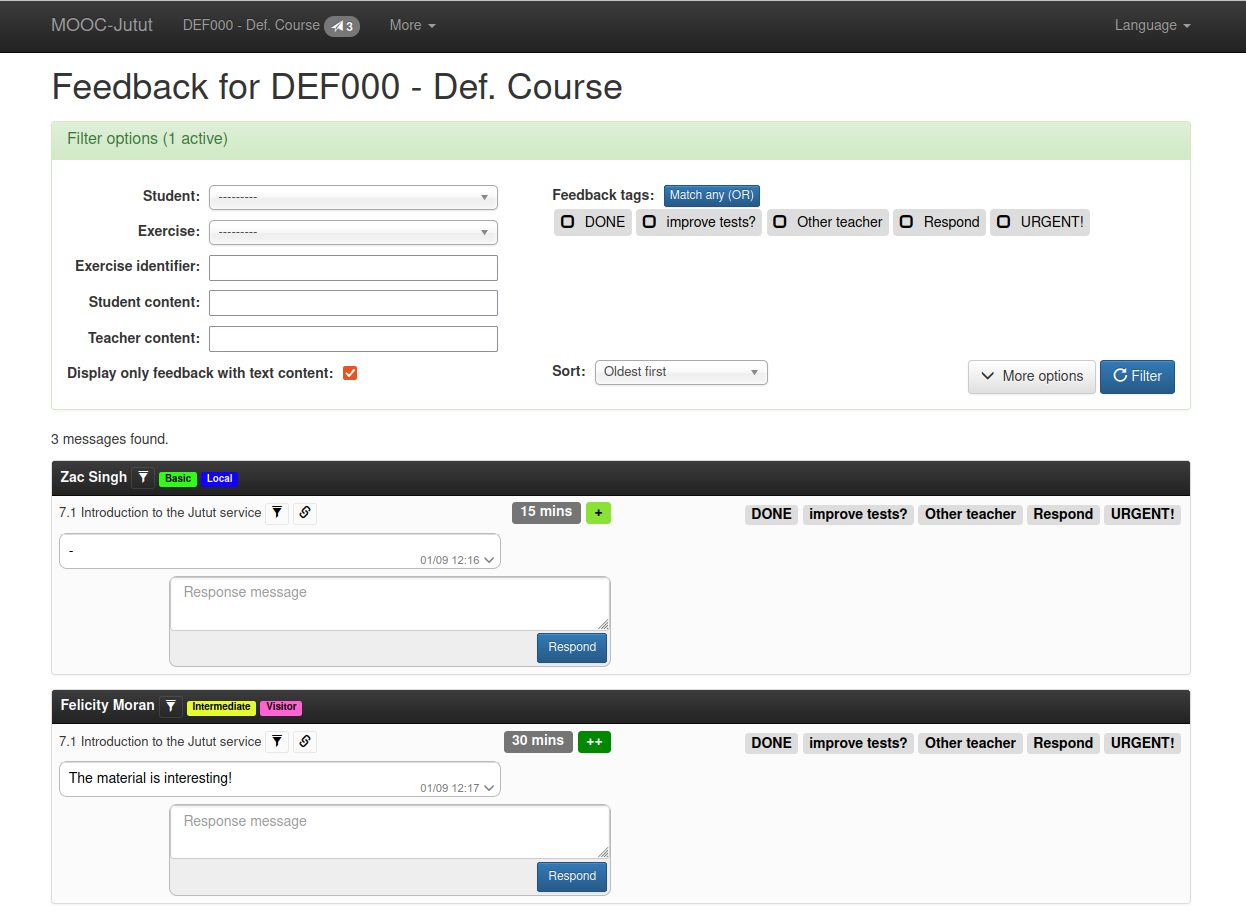 MOOC-Jutut DEF000 - Def. Course 3 More Language
Feedback for DEF000 - Def. Course
Filter options (1 active)
Student: ---------
Feedback tags: Match any (OR)
DONE improve tests? Other teacher Respond URGENT!
Exercise: ---------
Exercise identifier:
Student content:
Teacher content:
Display only feedback with text content:
Sort: Oldest first
More options Filter
3 messages found.
Zac Singh Basic Local
7.1 Introduction to the Jutut service 15 mins + DONE improve tests? Other teacher Respond URGENT!
-
01/09 12:16
Response message
Respond
Felicity Moran Intermediate Visitor
7.1 Introduction to the Jutut service 30 mins ++ DONE improve tests? Other teacher Respond URGENT!
The material is interesting!
01/09 12:17
Response message
Respond